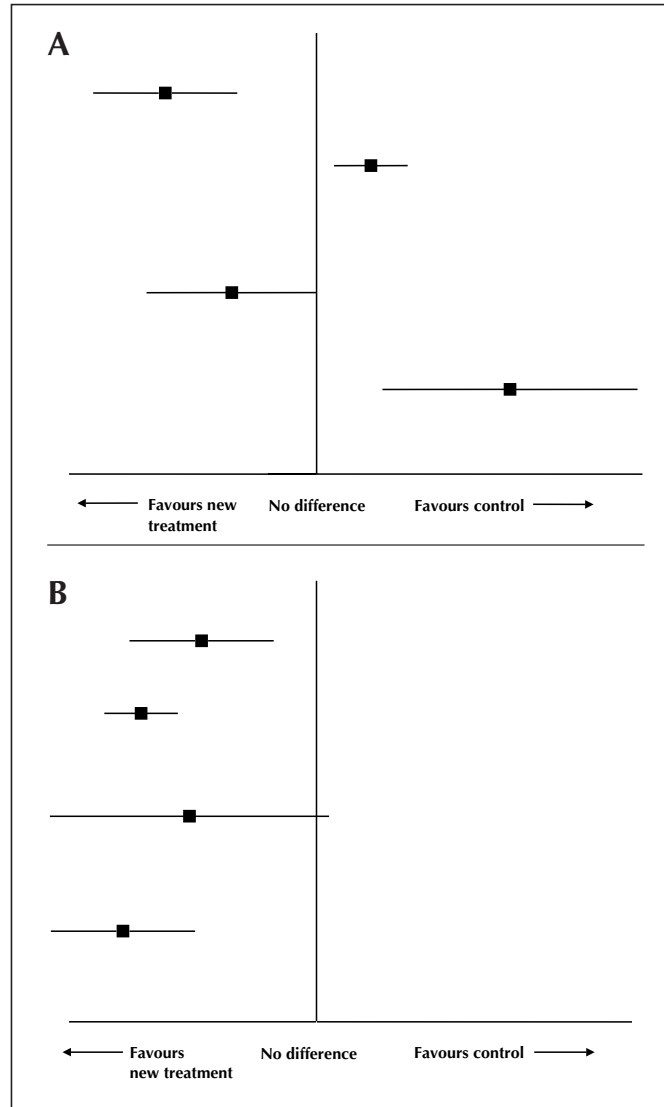 A
Favours new No difference Favours control
treatment
B
Favours No difference Favours control
new treatment